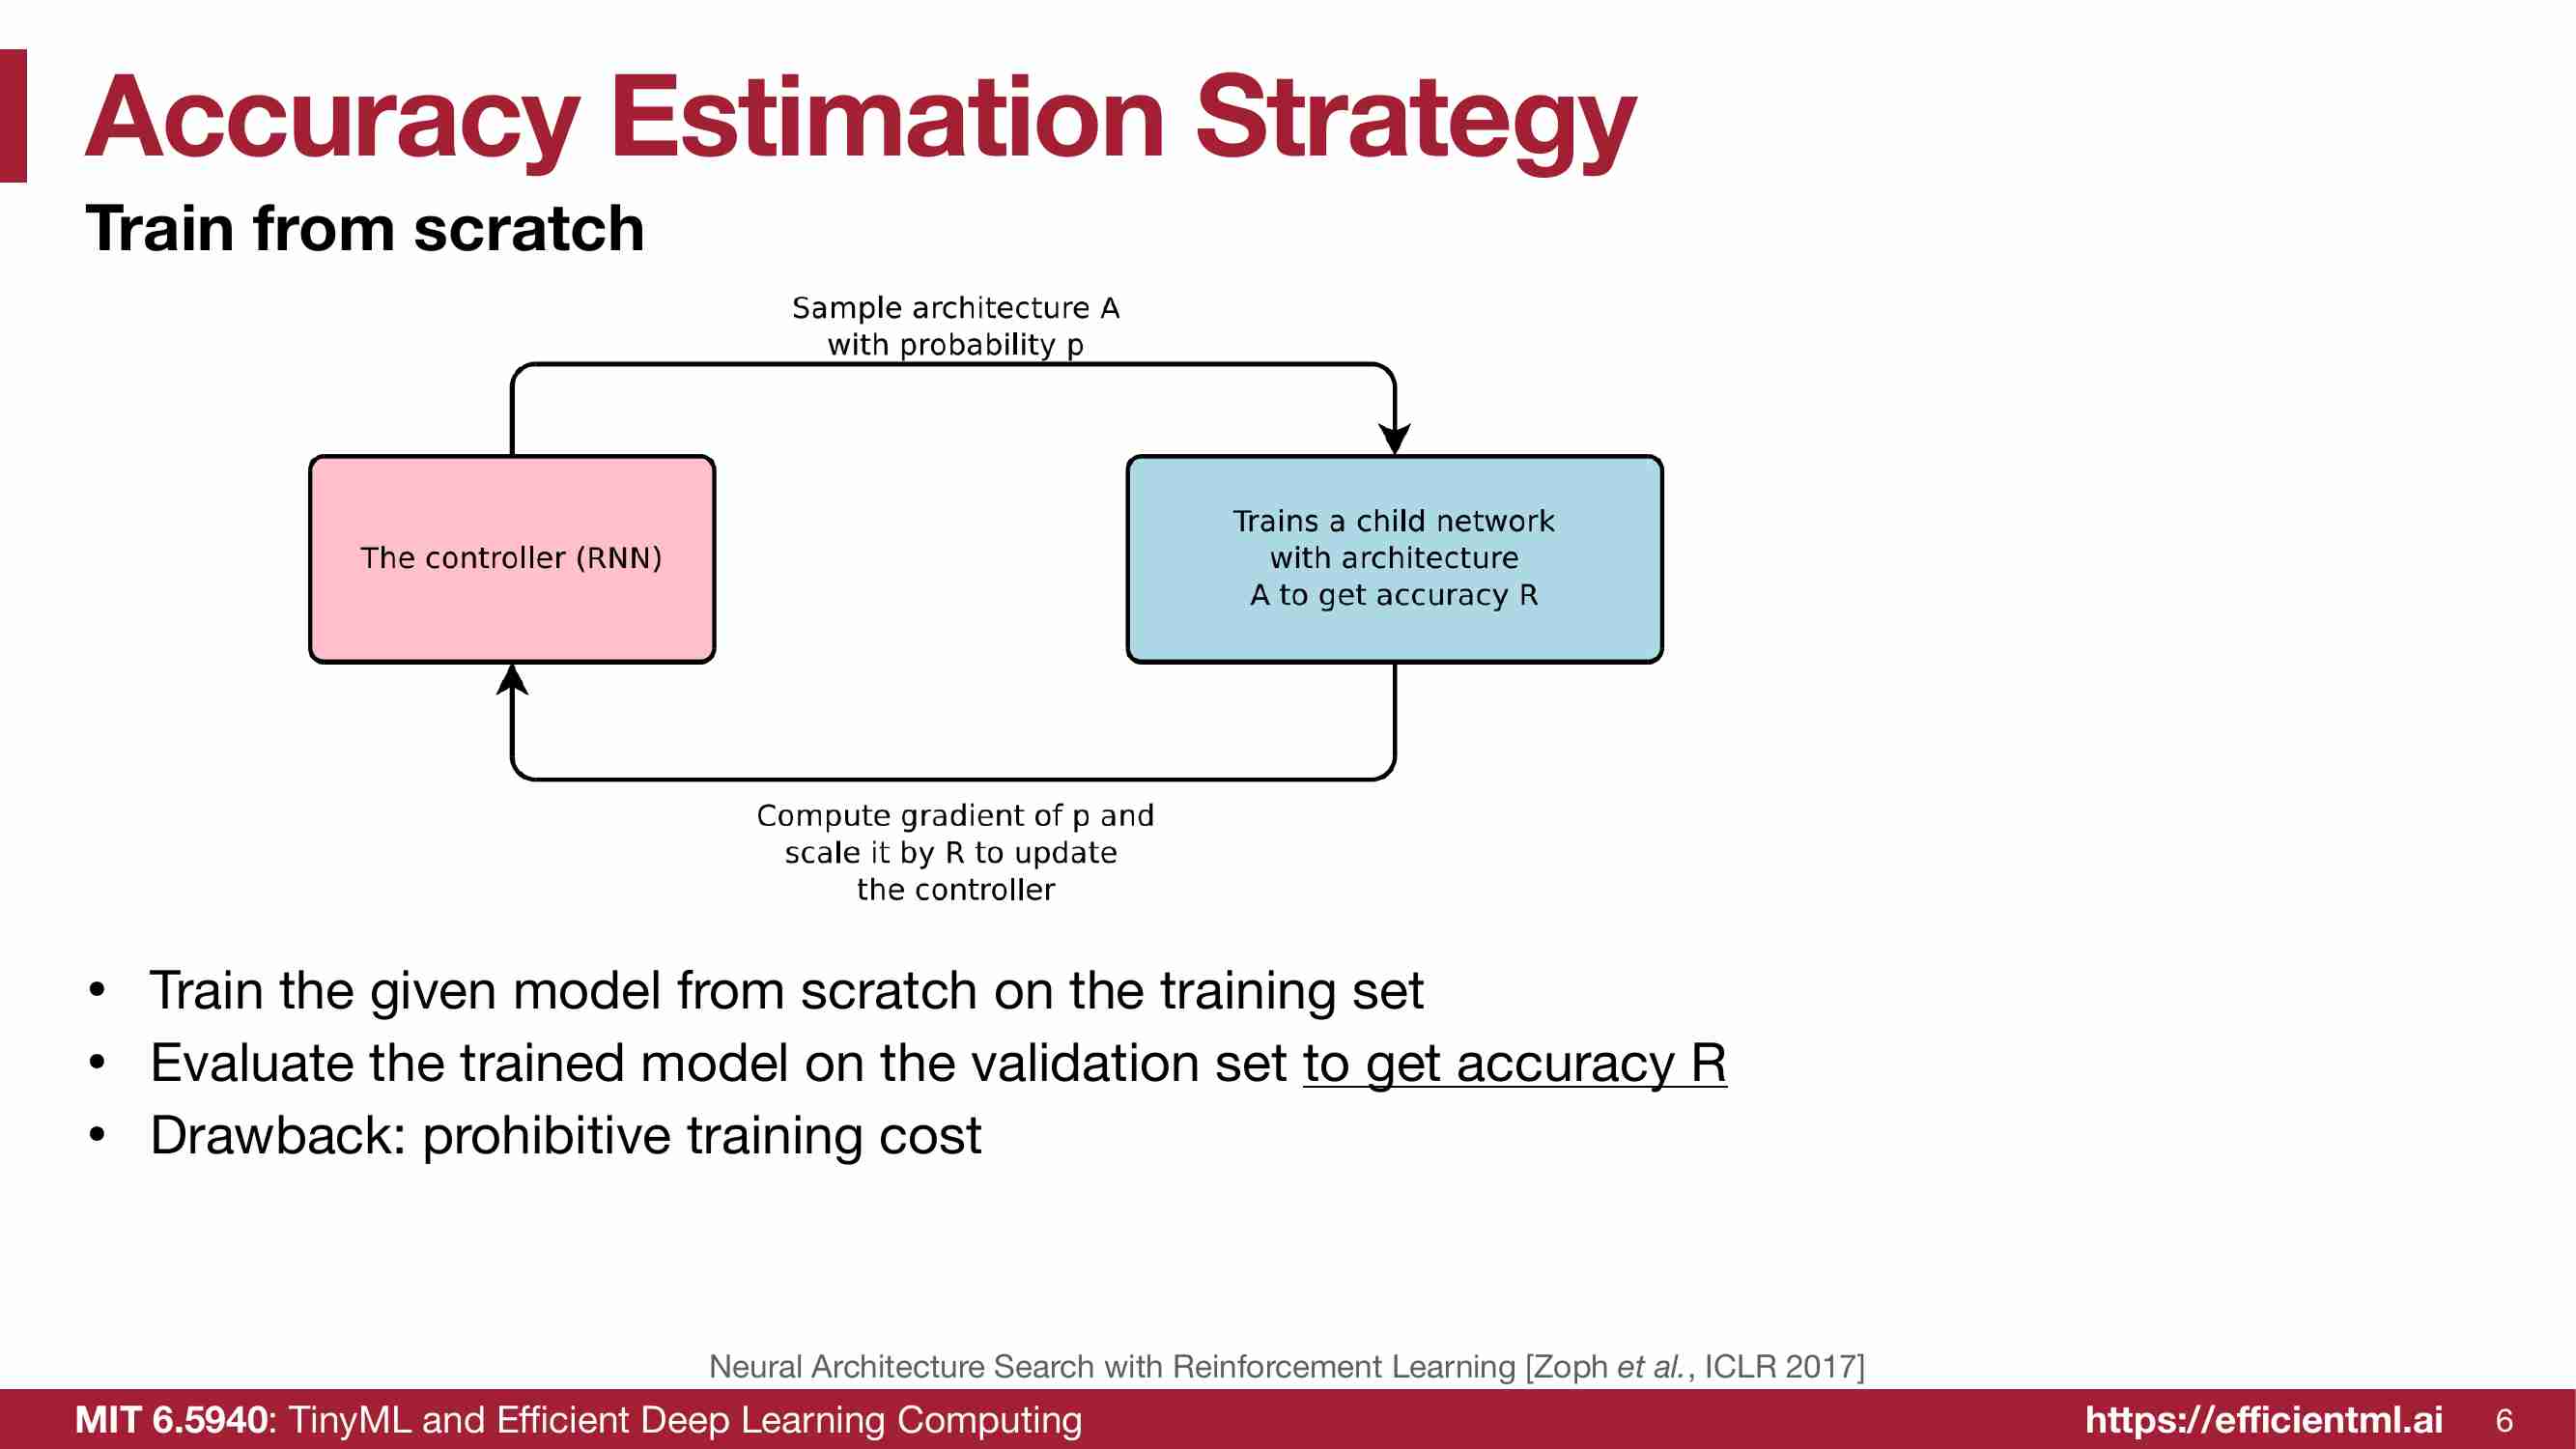 Accuracy Estimation Strategy
Train from scratch
Sample architecture A
with probability p
The controller (RNN)
Trains a child network
with architecture
A to get accuracy R
Compute gradient of p and
scale it by R to update
the controller
• Train the given model from scratch on the training set
• Evaluate the trained model on the validation set to get accuracy R
• Drawback: prohibitive training cost
Neural Architecture Search with Reinforcement Learning [Zoph et al., ICLR 2017]
MIT 6.5940: TinyML and Efficient Deep Learning Computing
https://efficientml.ai
6